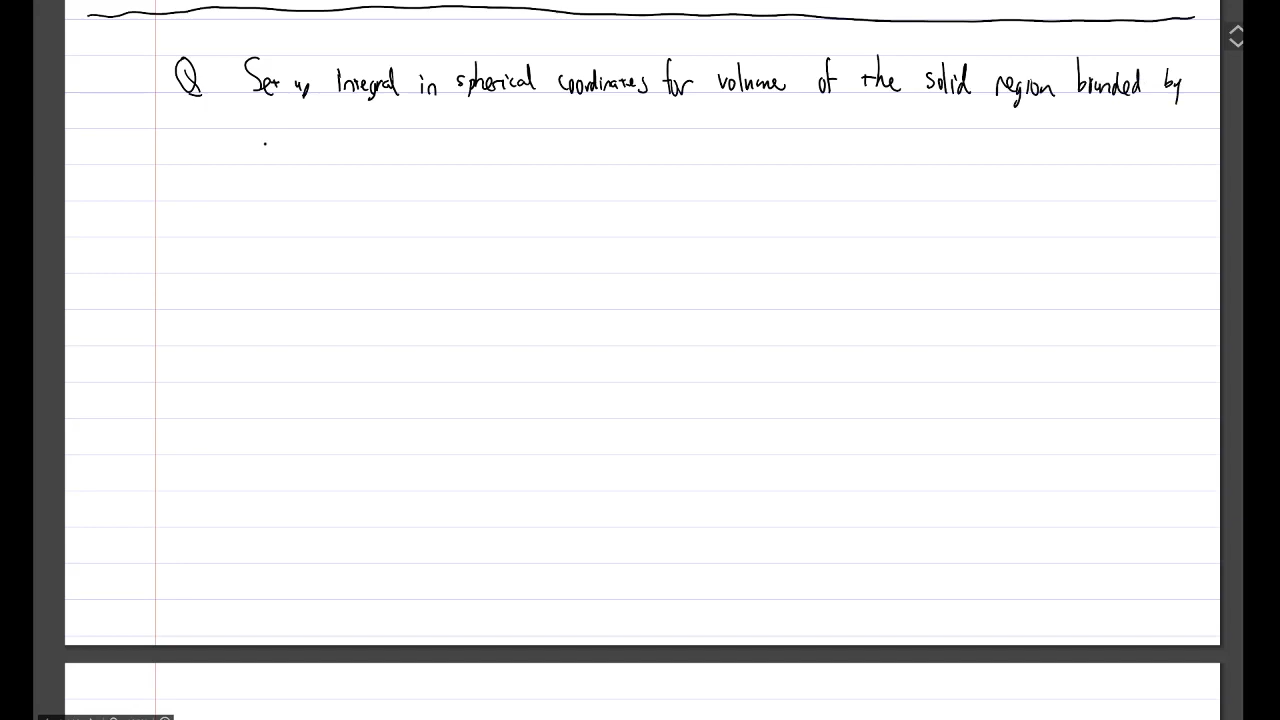 Q Set up Integral in spherical coordinates for volume of the solid region bounded by